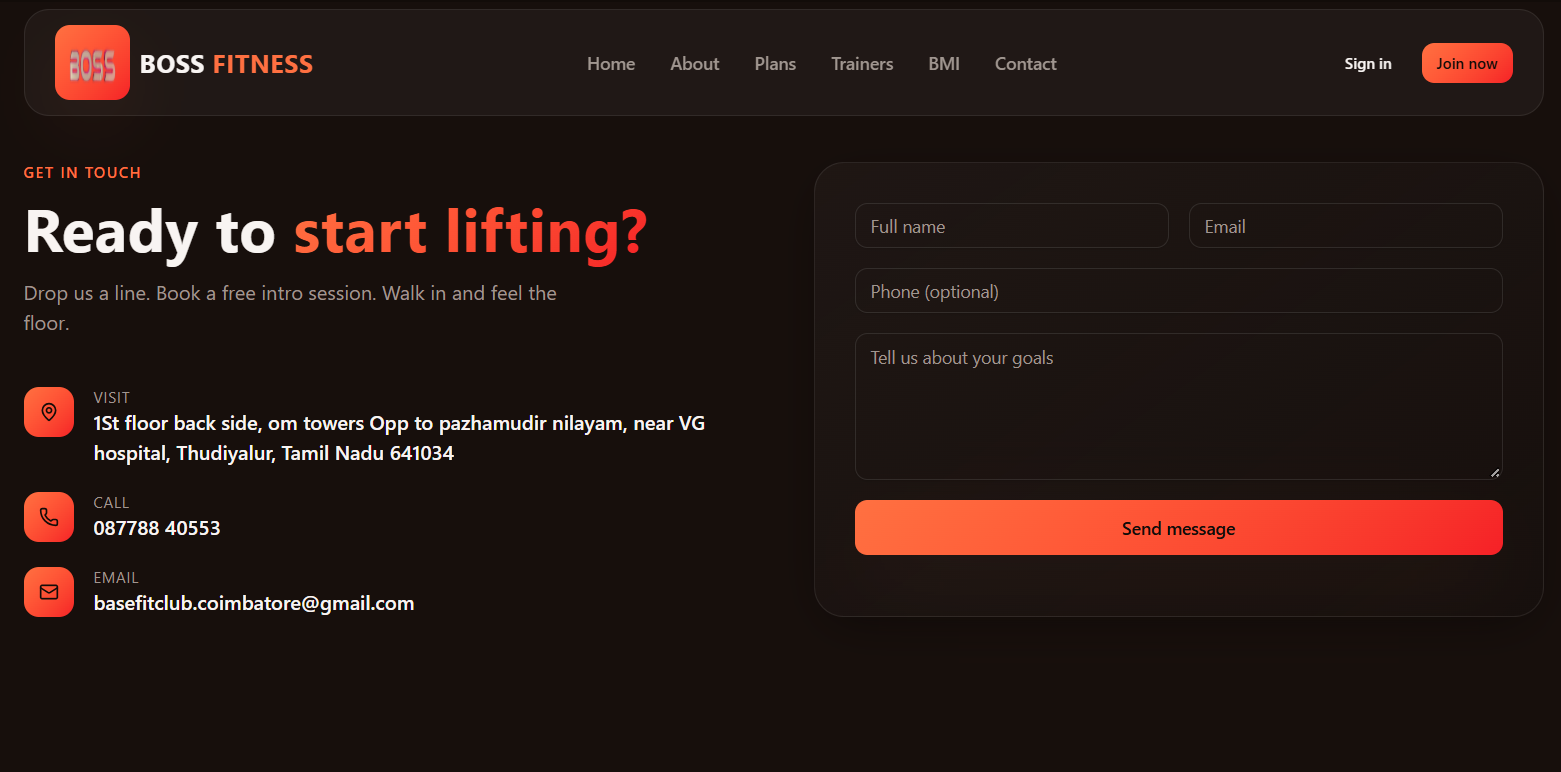 BOSS
BOSS FITNESS
Home
About
Plans
Trainers
BMI
Contact
Sign in
Join now
GET IN TOUCH
Ready to start lifting?
Drop us a line. Book a free intro session. Walk in and feel the
floor.
VISIT
1St floor back side, om towers Opp to pazhamudir nilayam, near VG
hospital, Thudiyalur, Tamil Nadu 641034
CALL
087788 40553
EMAIL
basefitclub.coimbatore@gmail.com
Full name
Email
Phone (optional)
Tell us about your goals
Send message